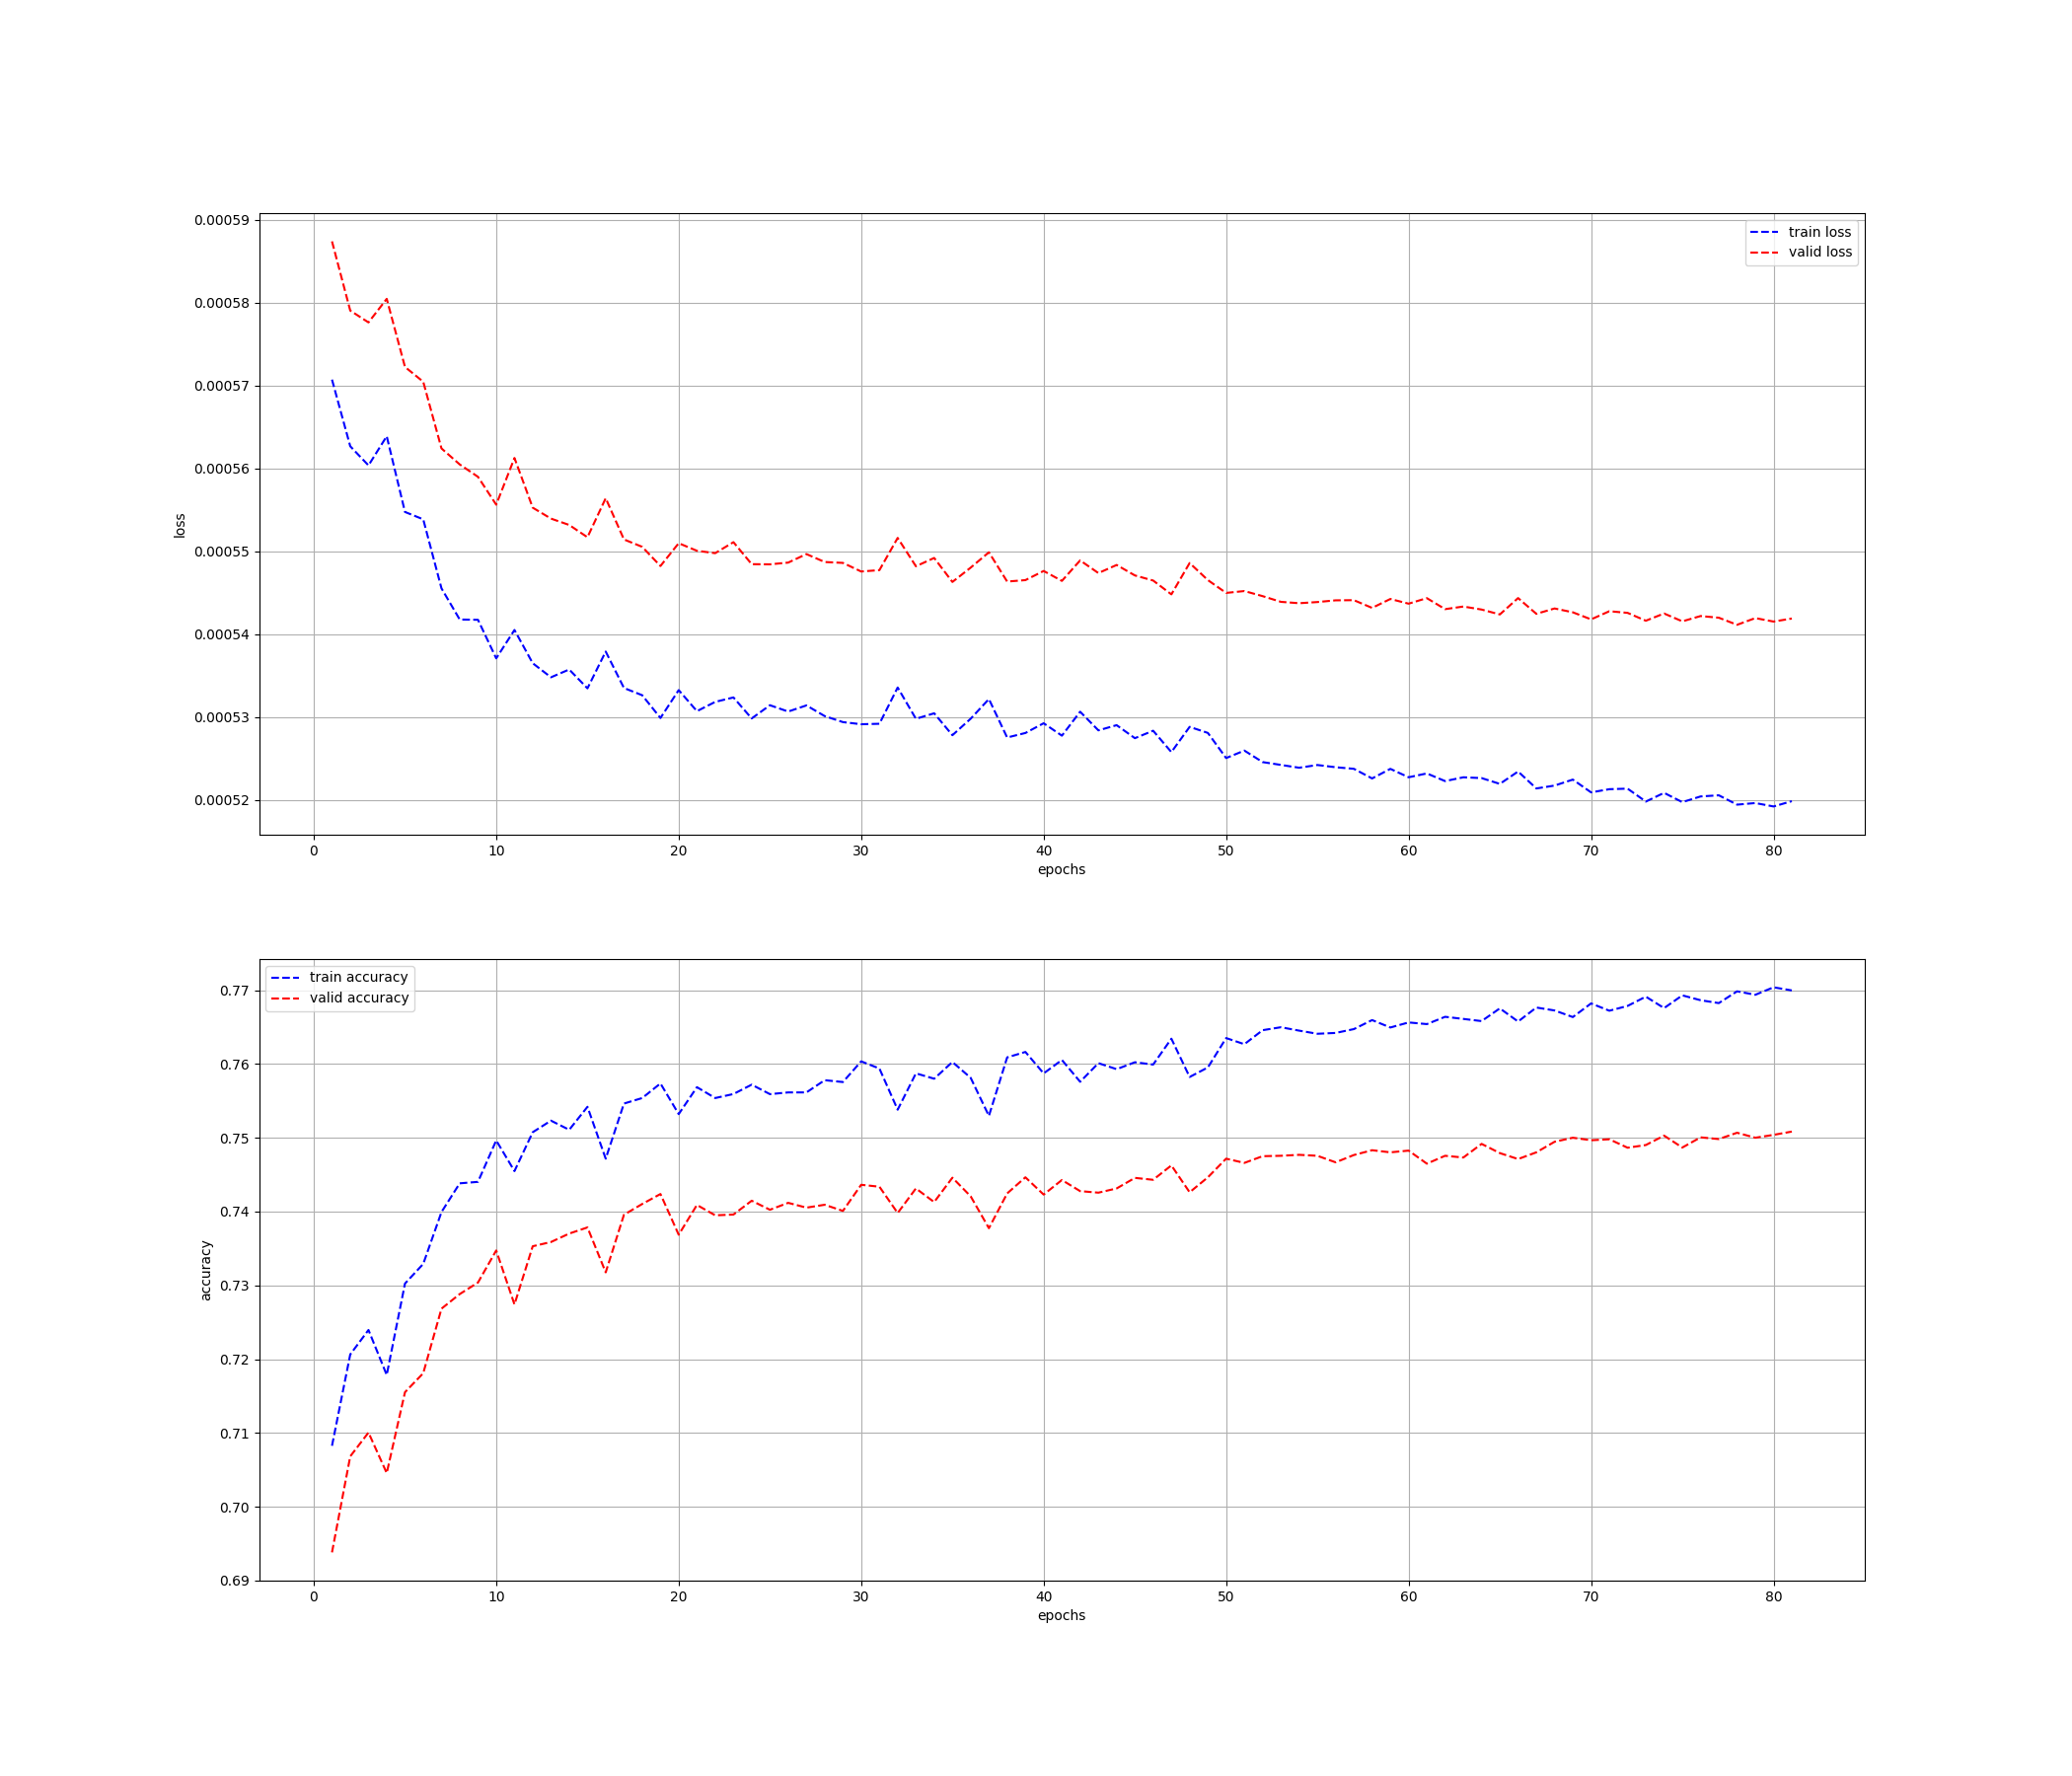 0.00059
0.00058
0.00057
0.00056
0.00055
0.00054
0.00053
0.00052
loss
train loss
valid loss
0 10 20 30 40 50 60 70 80
epochs
0.77
0.76
0.75
0.74
0.73
0.72
0.71
0.70
0.69
accuracy
train accuracy
valid accuracy
0 10 20 30 40 50 60 70 80
epochs